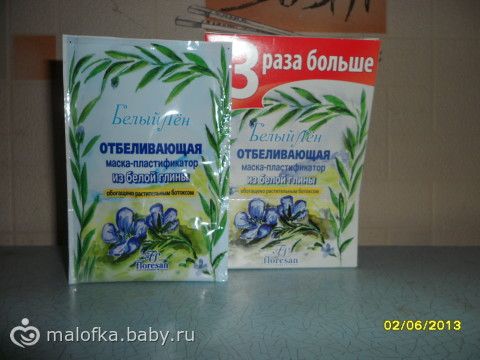 Белый лён
ОТБЕЛИВАЮЩАЯ
маска-пластификатор
из белой глины
обогащено растительным ботоксом
floresan
3 раза больше
Белый лён
ОТБЕЛИВАЮЩАЯ
маска-пластификатор
из белой глины
обогащено растительным ботоксом
floresan
02/06/2013
malofka.baby.ru